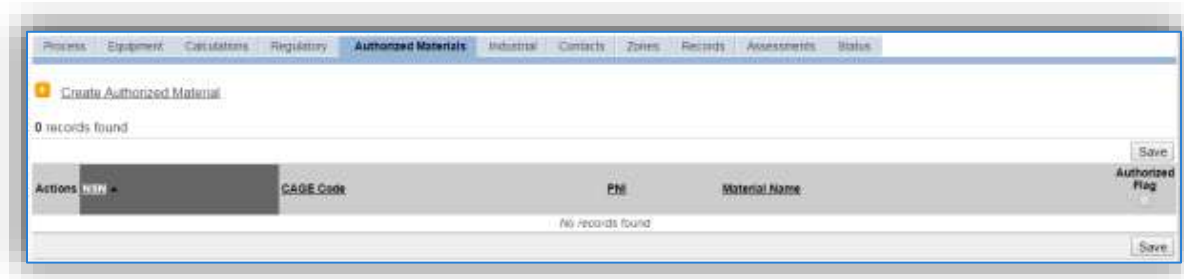 Process Equipment Calculations Regulatory Authorized Materials Industrial Contacts Zones Records Assessments Status
Create Authorized Material
0 records found
Save
Actions NSN CAGE Code PNI Material Name Authorized Flag
No records found
Save